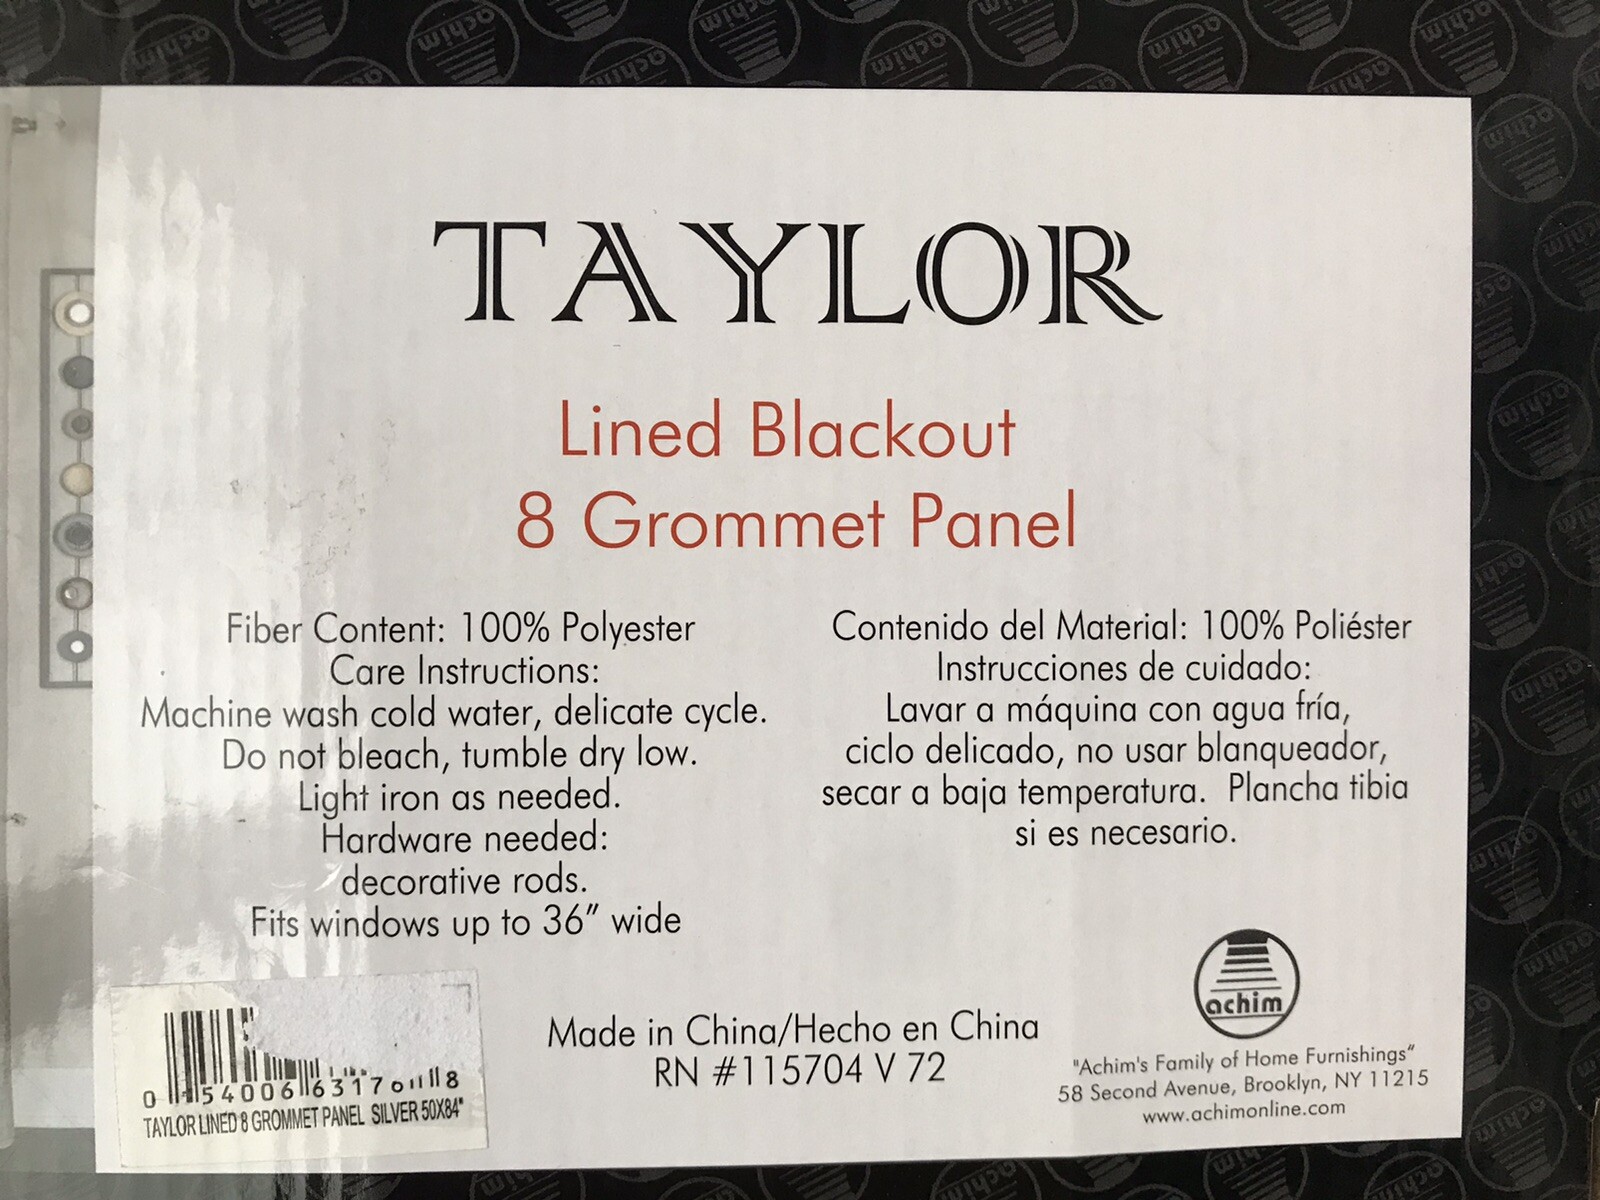 TAYLOR
Lined Blackout
8 Grommet Panel
Fiber Content: 100% Polyester
Care Instructions:
Machine wash cold water, delicate cycle.
Do not bleach, tumble dry low.
Light iron as needed.
Hardware needed:
decorative rods.
Fits windows up to 36" wide
Contenido del Material: 100% Poliéster
Instrucciones de cuidado:
Lavar a máquina con agua fría,
ciclo delicado, no usar blanqueador,
secar a baja temperatura. Plancha tibia
si es necesario.
0 54006 63170 8
TAYLOR LINED 8 GROMMET PANEL SILVER 50X84"
Made in China/Hecho en China
RN #115704 V 72
achim
"Achim's Family of Home Furnishings"
58 Second Avenue, Brooklyn, NY 11215
www.achimonline.com